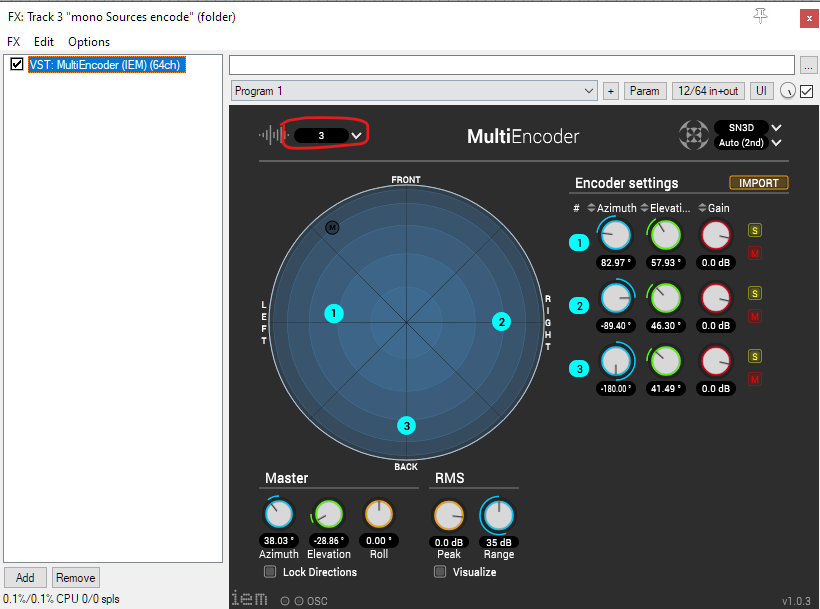 FX: Track 3 "mono Sources encode" (folder)
x
FX Edit Options
VST: MultiEncoder (IEM) (64ch)
...
Program 1
+ Param 12/64 in+out UI
3
MultiEncoder
SN3D
Auto (2nd)
Encoder settings IMPORT
# Azimuth Elevati... Gain
FRONT
M
LEFT
RIGHT
BACK
1
2
3
1
S
M
82.97 ° 57.93 ° 0.0 dB
2
S
M
-89.40 ° 46.30 ° 0.0 dB
3
S
M
-180.00 ° 41.49 ° 0.0 dB
Master
38.03 ° -28.86 ° 0.00 °
Azimuth Elevation Roll
Lock Directions
RMS
0.0 dB 35 dB
Peak Range
Visualize
Add Remove
0.1%/0.1% CPU 0/0 spls
iem OSC
v1.0.3